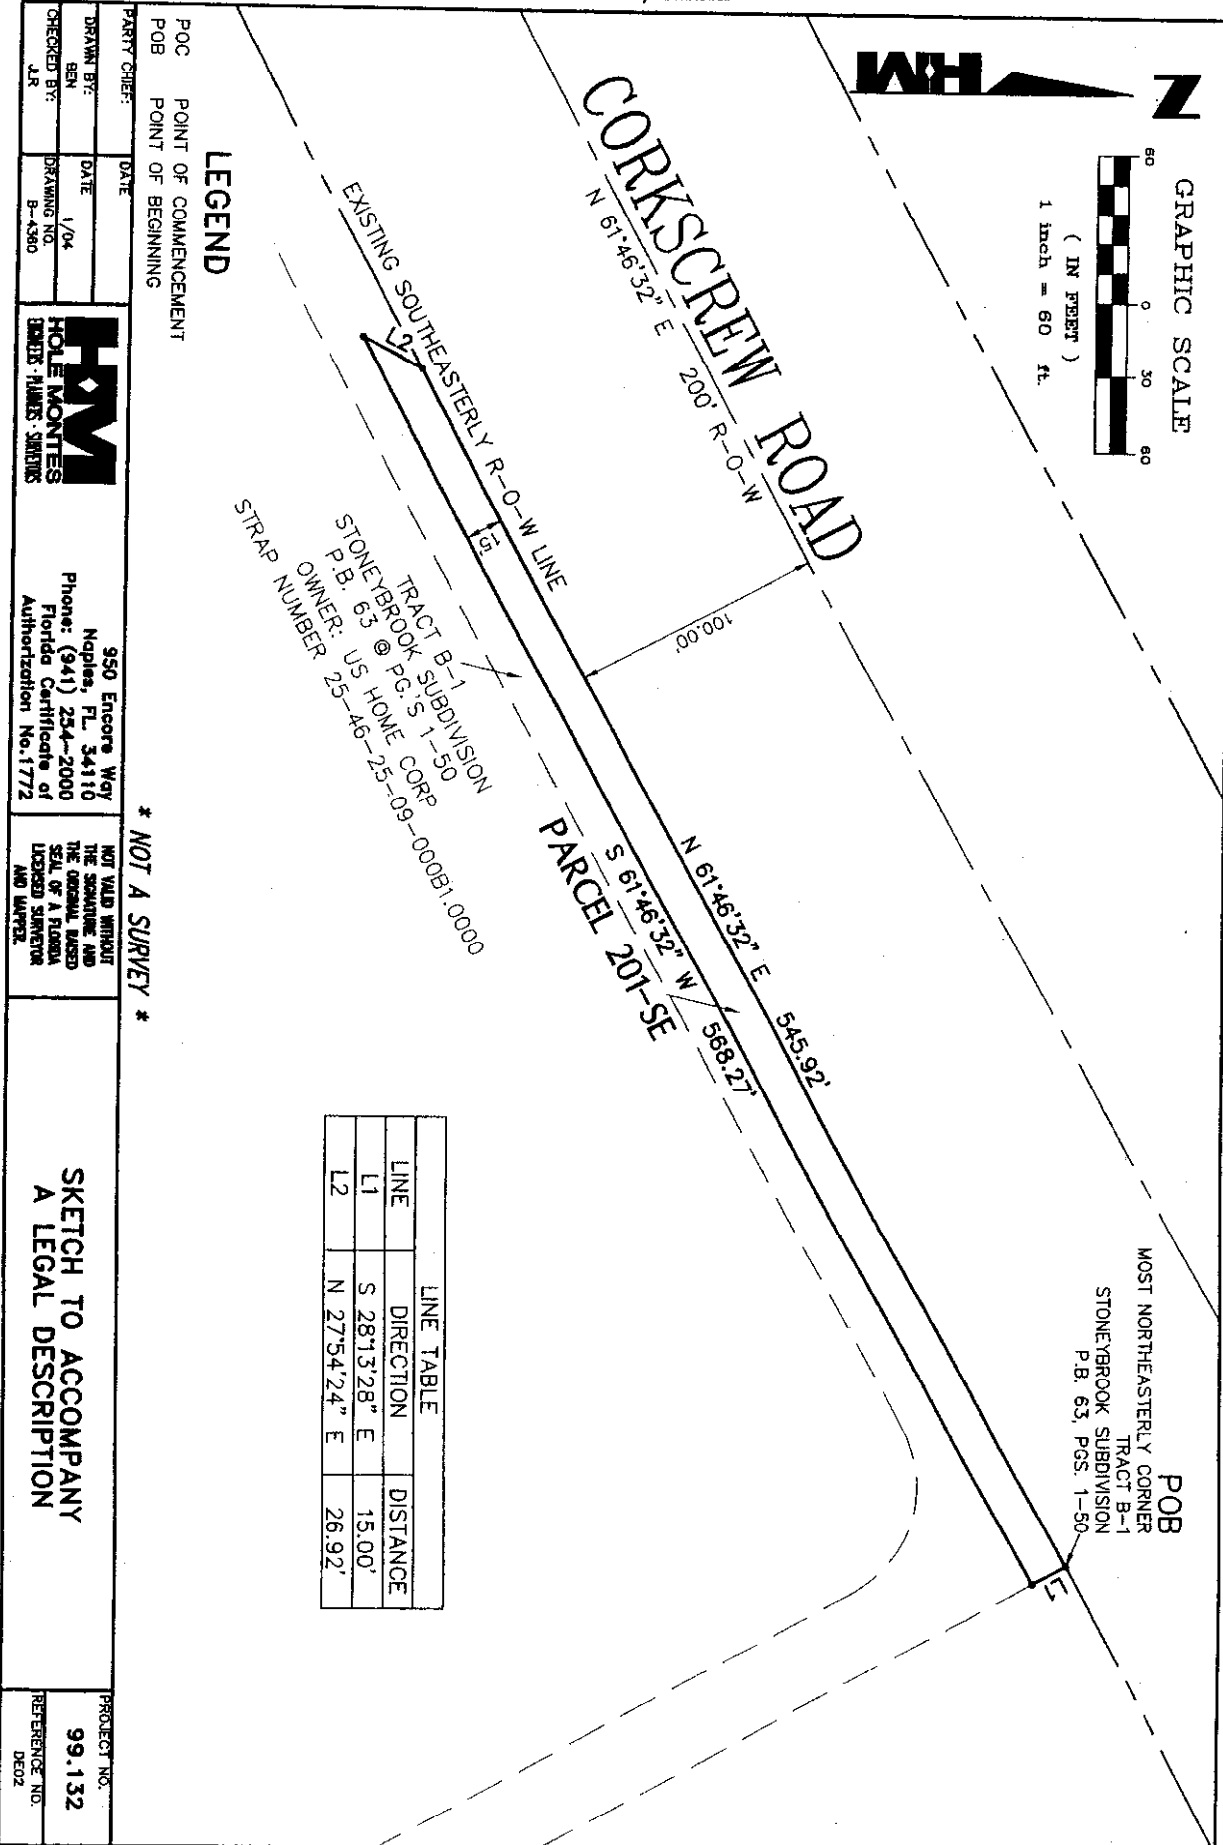 Z
HM
GRAPHIC SCALE
60 0 30 60
( IN FEET )
1 inch = 60 ft.
CORKSCREW ROAD
N 61°46'32" E 200' R-O-W
100.00'
EXISTING SOUTHEASTERLY R-O-W LINE
L2
15'
N 61°46'32" E 545.92'
S 61°46'32" W 568.27'
PARCEL 201-SE
TRACT B-1
STONEYBROOK SUBDIVISION
P.B. 63 @ PG.'S 1-50
OWNER: US HOME CORP
STRAP NUMBER 25-46-25-09-000B1.0000
POB
MOST NORTHEASTERLY CORNER
TRACT B-1
STONEYBROOK SUBDIVISION
P.B. 63, PGS. 1-50
L1
LINE TABLE
LINE DIRECTION DISTANCE
L1 S 28°13'28" E 15.00'
L2 N 27°54'24" E 26.92'
LEGEND
POC POINT OF COMMENCEMENT
POB POINT OF BEGINNING
* NOT A SURVEY *
PARTY CHIEF: DATE
DRAWN BY: DATE
BEN 1/04
CHECKED BY: DRAWING NO.
JLR B-4360
HM
HOLE MONTES
ENGINEERS · PLANNERS · SURVEYORS
950 Encore Way
Naples, FL. 34110
Phone: (941) 254-2000
Florida Certificate of
Authorization No.1772
NOT VALID WITHOUT
THE SIGNATURE AND
THE ORIGINAL RAISED
SEAL OF A FLORIDA
LICENSED SURVEYOR
AND MAPPER.
SKETCH TO ACCOMPANY
A LEGAL DESCRIPTION
PROJECT NO.
99.132
REFERENCE NO.
DE02